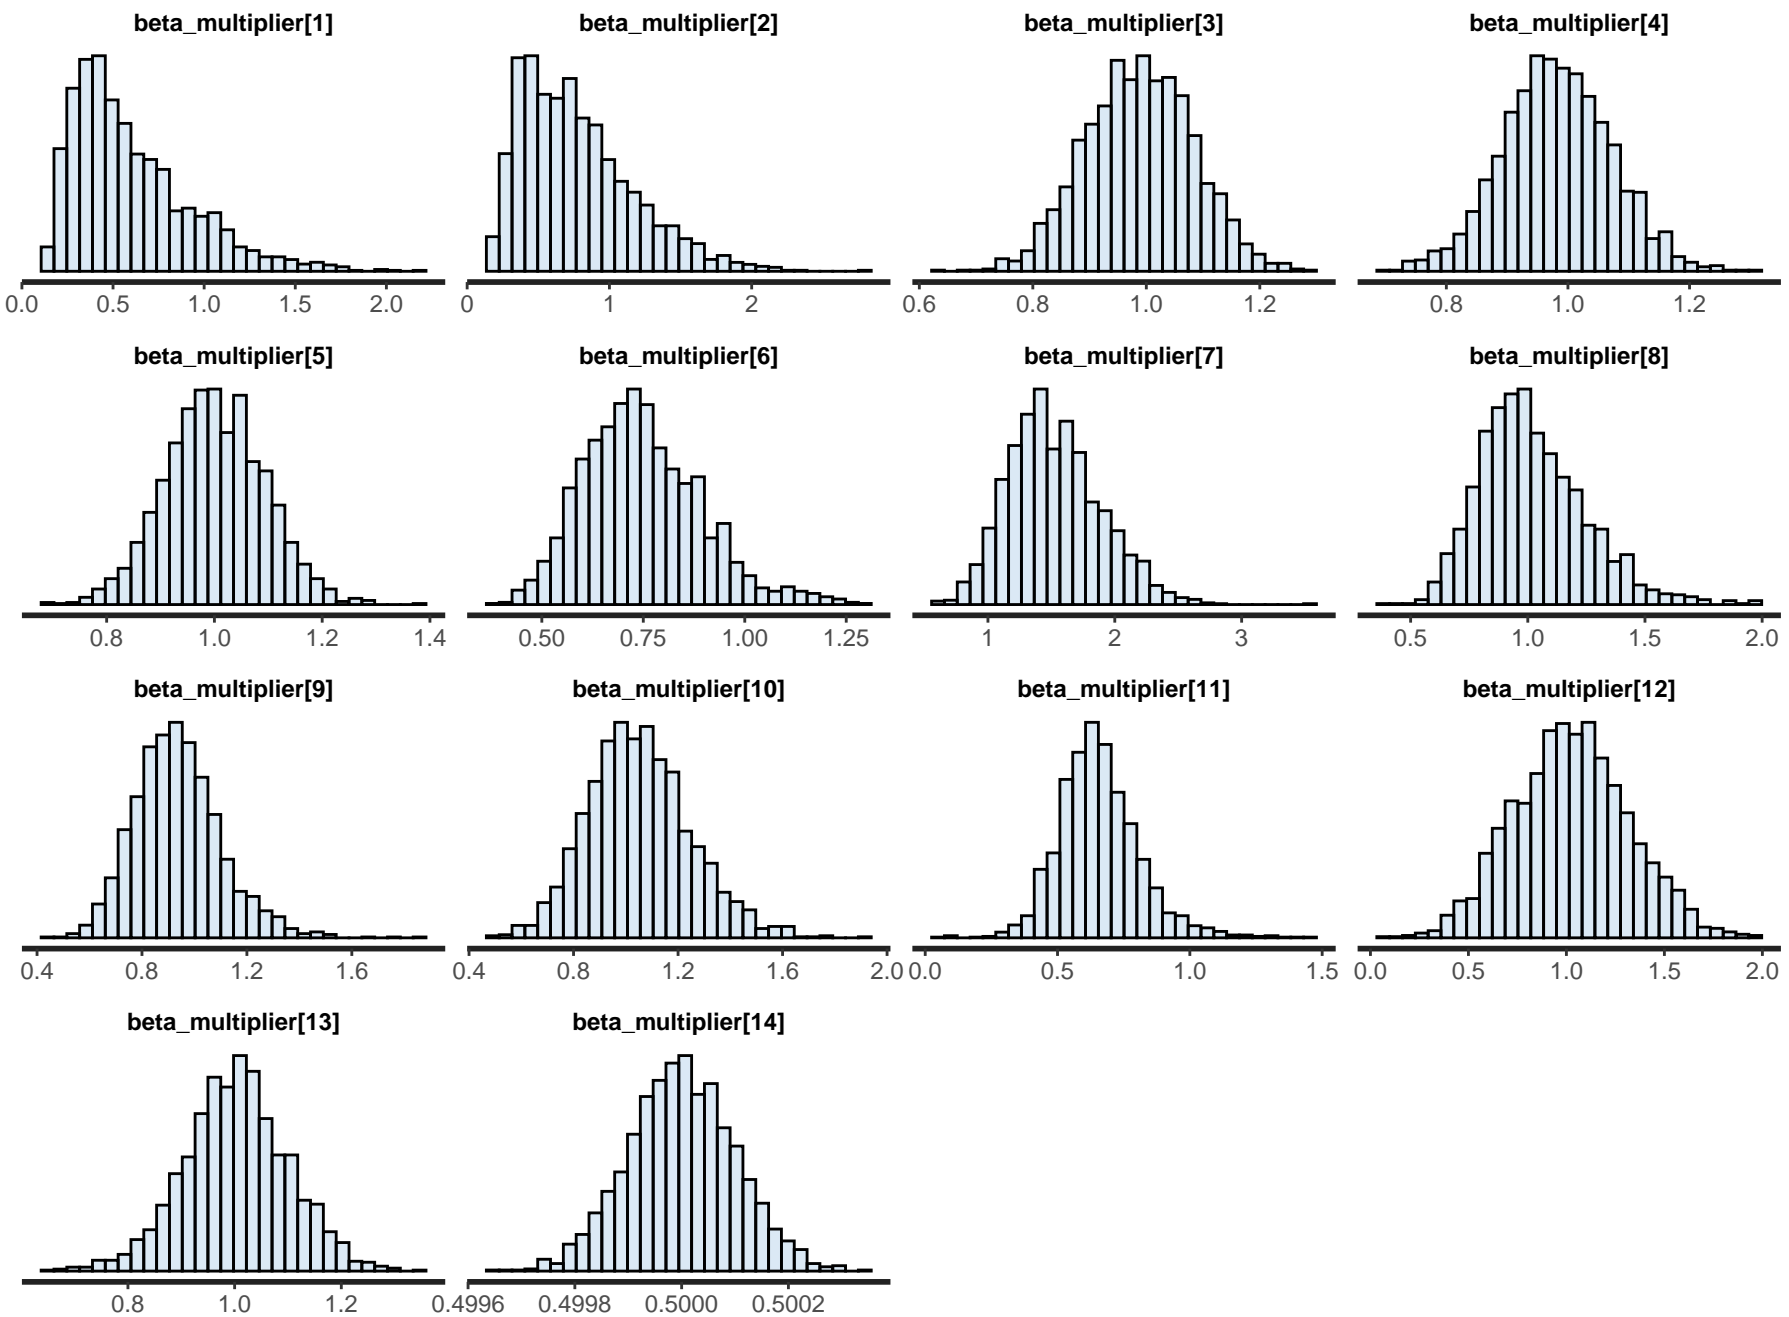 beta_multiplier[1] beta_multiplier[2] beta_multiplier[3] beta_multiplier[4]
0.0 0.5 1.0 1.5 2.0 0 1 2 0.6 0.8 1.0 1.2 0.8 1.0 1.2
beta_multiplier[5] beta_multiplier[6] beta_multiplier[7] beta_multiplier[8]
0.8 1.0 1.2 1.4 0.50 0.75 1.00 1.25 1 2 3 0.5 1.0 1.5 2.0
beta_multiplier[9] beta_multiplier[10] beta_multiplier[11] beta_multiplier[12]
0.4 0.8 1.2 1.6 0.4 0.8 1.2 1.6 2.0 0.0 0.5 1.0 1.5 0.0 0.5 1.0 1.5 2.0
beta_multiplier[13] beta_multiplier[14]
0.8 1.0 1.2 0.4996 0.4998 0.5000 0.5002